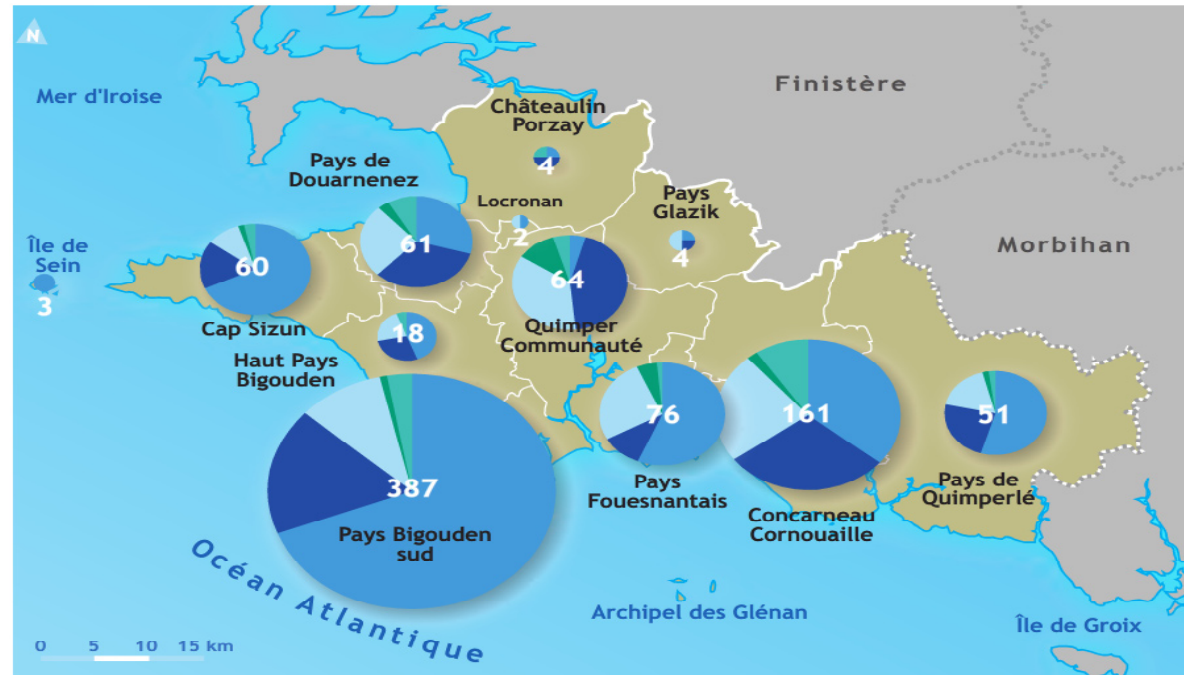 N
Mer d'Iroise
Finistère
Châteaulin
Porzay
4
Pays de
Douarnenez
61
Locronan
2
Pays
Glazik
4
Morbihan
Île de
Sein
3
60
Cap Sizun
64
Quimper
Communauté
18
Haut Pays
Bigouden
387
Pays Bigouden
sud
76
Pays
Fouesnantais
161
Concarneau
Cornouaille
51
Pays de
Quimperlé
Océan Atlantique
Archipel des Glénan
Île de Groix
0 5 10 15 km